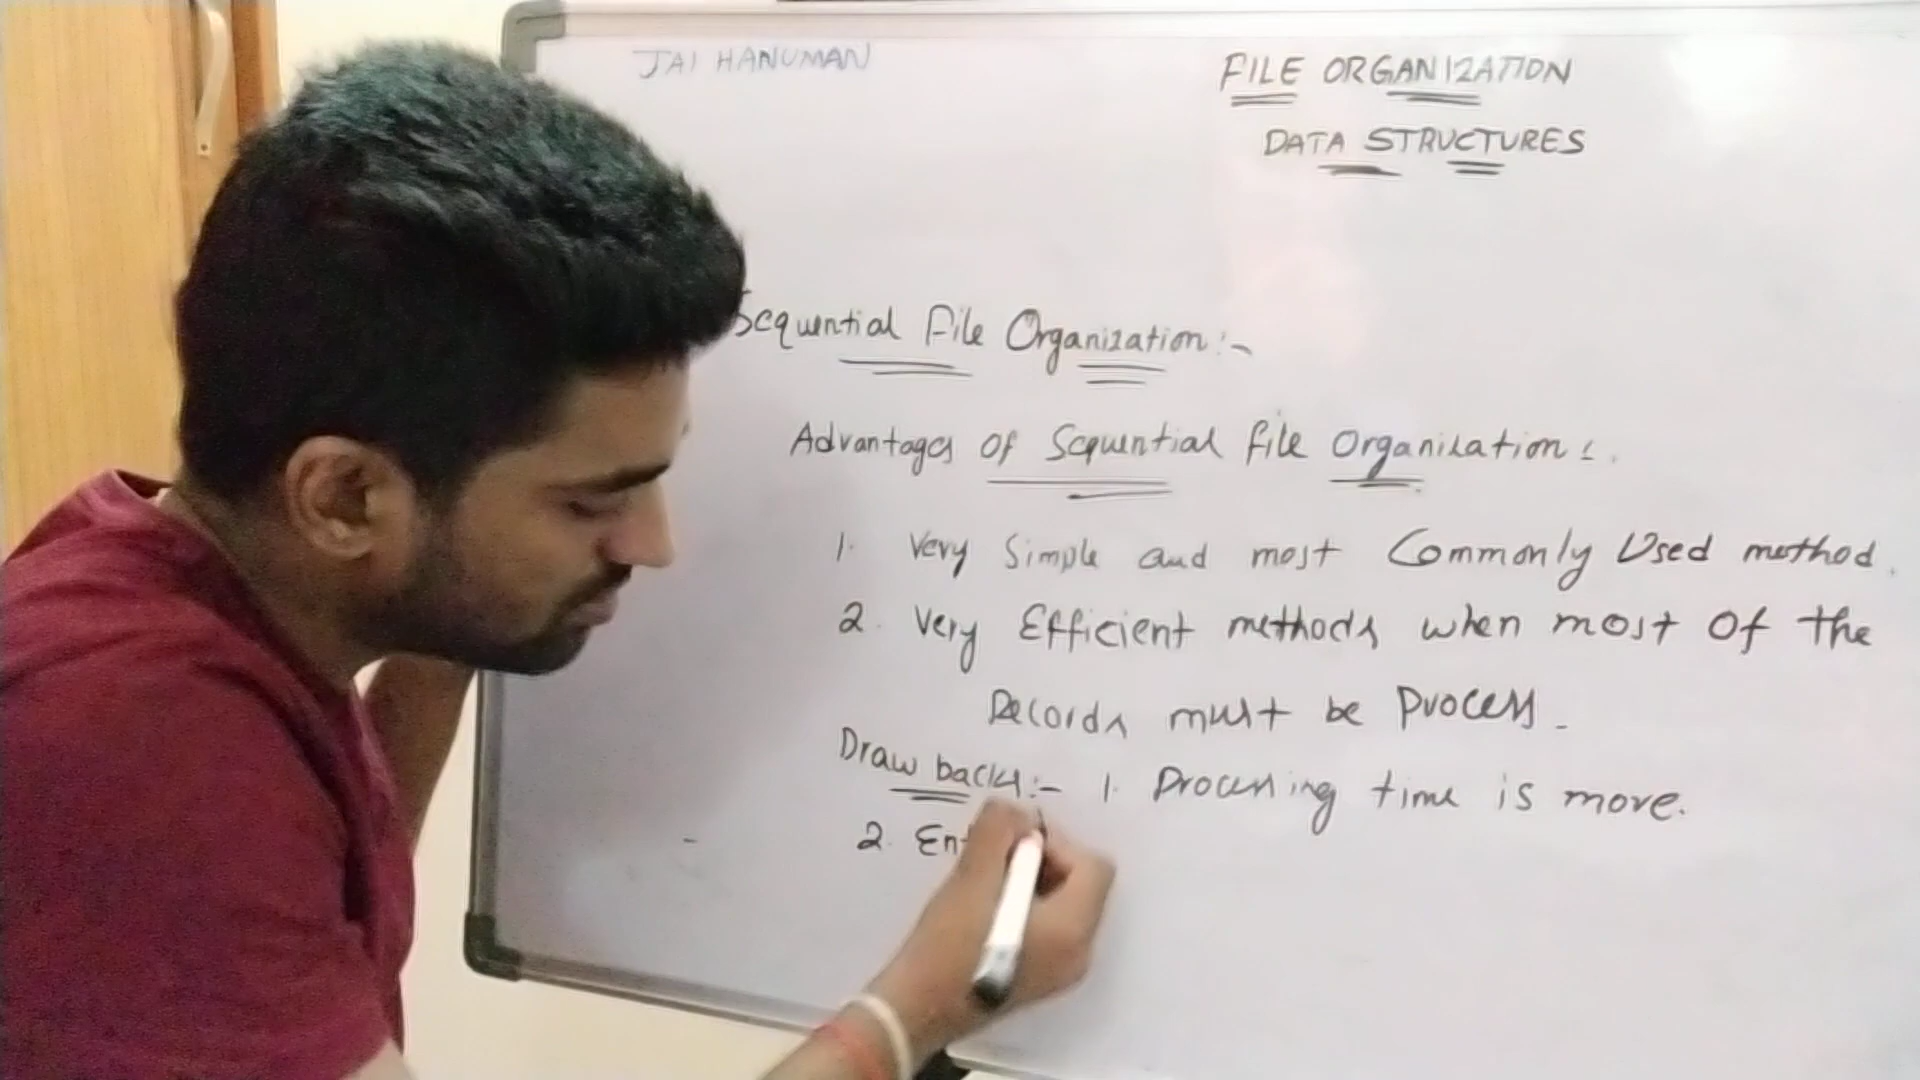 JAI HANUMAN
FILE ORGANIZATION
DATA STRUCTURES
Sequential File Organization:-
Advantages Of Sequential file Organization:
1. Very Simple and most Commonly Used method.
2. Very Efficient methods when most Of the
Records must be Process.
Draw backs:- 1. Processing time is more.
2. Ent